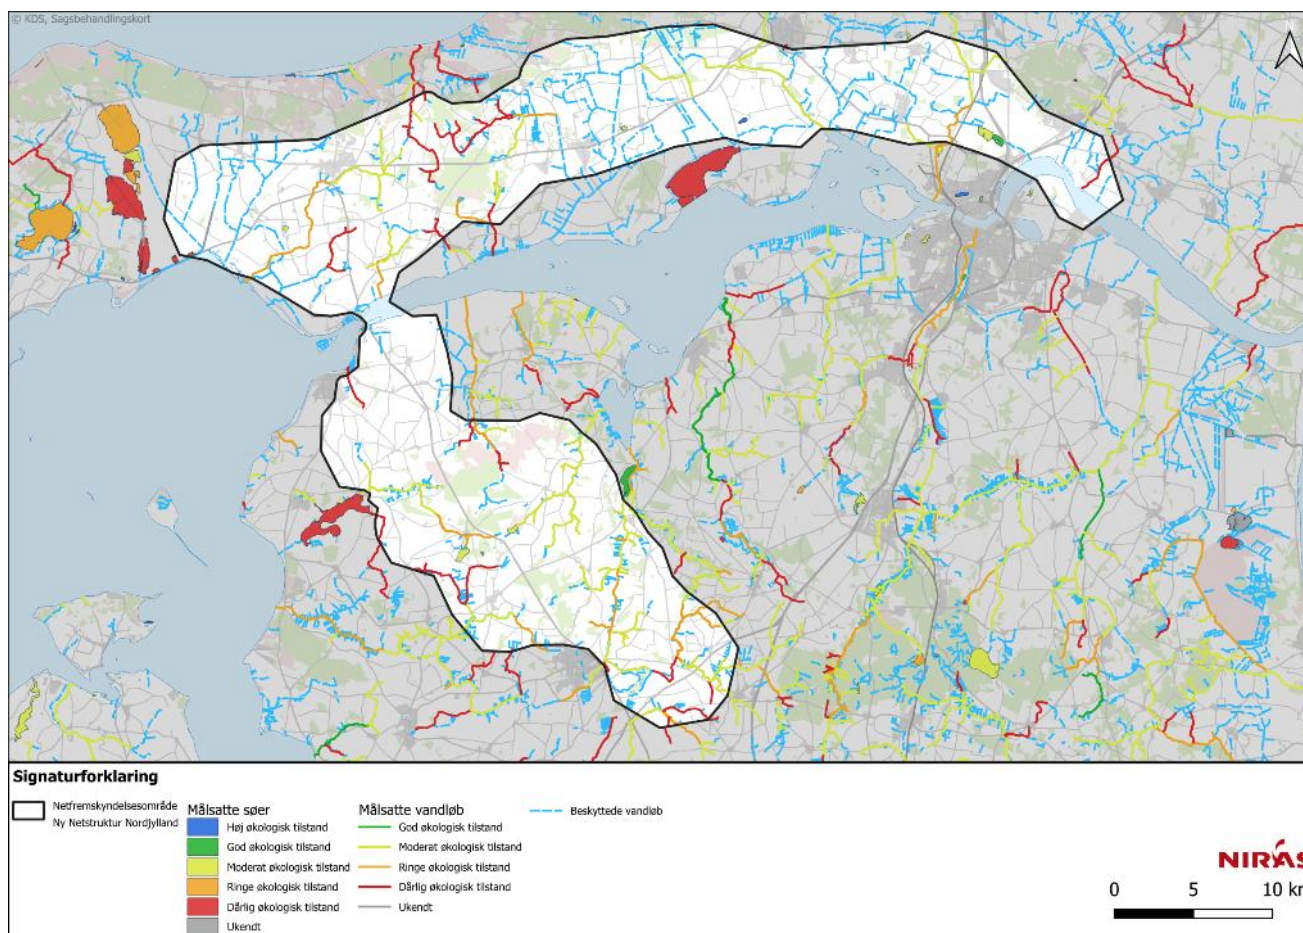 © KDS, Sagsbehandlingskort
Signaturforklaring
Netfremskyndelsesområde
Ny Netstruktur Nordjylland
Målsatte søer
Høj økologisk tilstand
God økologisk tilstand
Moderat økologisk tilstand
Ringe økologisk tilstand
Dårlig økologisk tilstand
Ukendt
Målsatte vandløb
God økologisk tilstand
Moderat økologisk tilstand
Ringe økologisk tilstand
Dårlig økologisk tilstand
Ukendt
Beskyttede vandløb
NIRAS
0 5 10 km